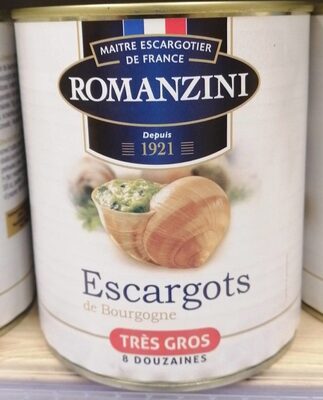 MAITRE ESCARGOTIER
DE FRANCE
ROMANZINI
Depuis
1921
Escargots
de Bourgogne
TRÈS GROS
8 DOUZAINES